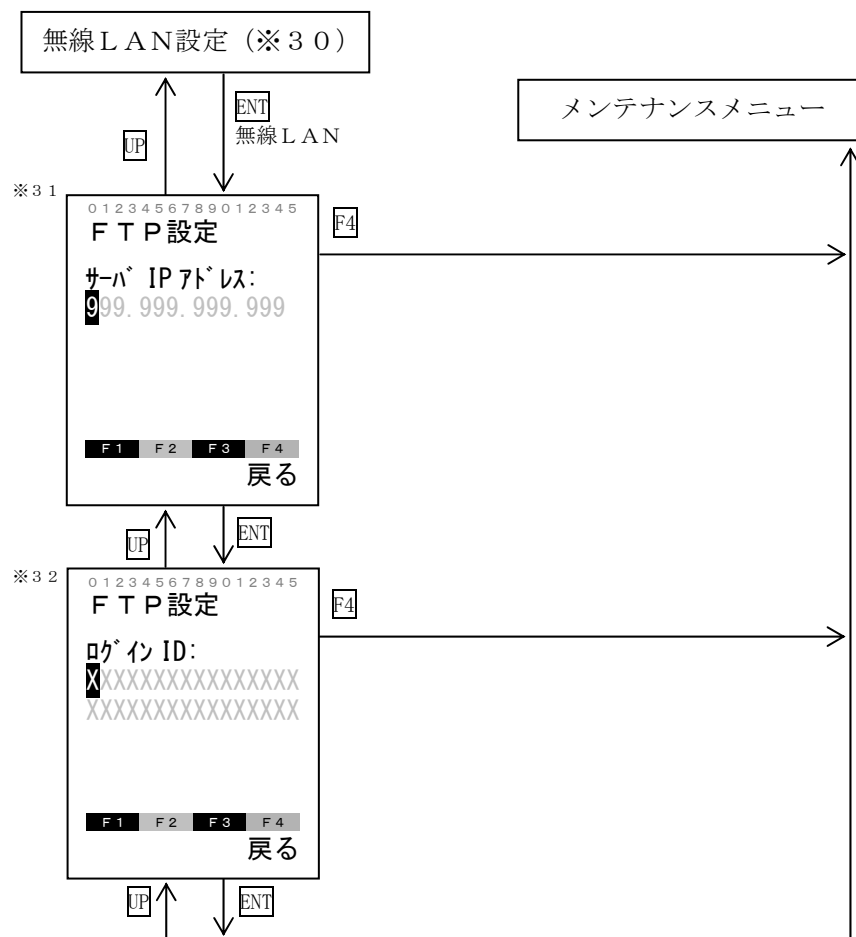 無線ＬＡＮ設定（※３０）
メンテナンスメニュー
ENT
無線ＬＡＮ
UP
※３１
０１２３４５６７８９０１２３４５
ＦＴＰ設定
F4
ｻｰﾊﾞ IPｱﾄﾞﾚｽ:
999.999.999.999
Ｆ１ Ｆ２ Ｆ３ Ｆ４
戻る
UP
ENT
※３２
０１２３４５６７８９０１２３４５
ＦＴＰ設定
F4
ﾛｸﾞｲﾝ ID:
XXXXXXXXXXXXXXXX
XXXXXXXXXXXXXXXX
Ｆ１ Ｆ２ Ｆ３ Ｆ４
戻る
UP
ENT